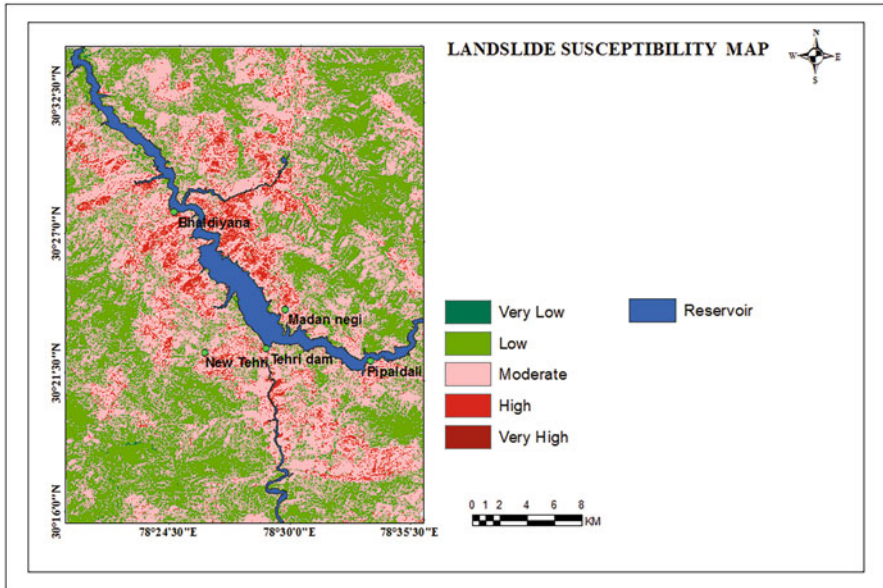 LANDSLIDE SUSCEPTIBILITY MAP
N
W E
S
30°32'30"N
30°27'0"N
30°21'30"N
30°16'0"N
Bhaldiyana
Madan negi
New Tehri
Tehri dam
Pipaldali
78°24'30"E
78°30'0"E
78°35'30"E
Very Low
Low
Moderate
High
Very High
Reservoir
0 1 2 4 6 8
KM